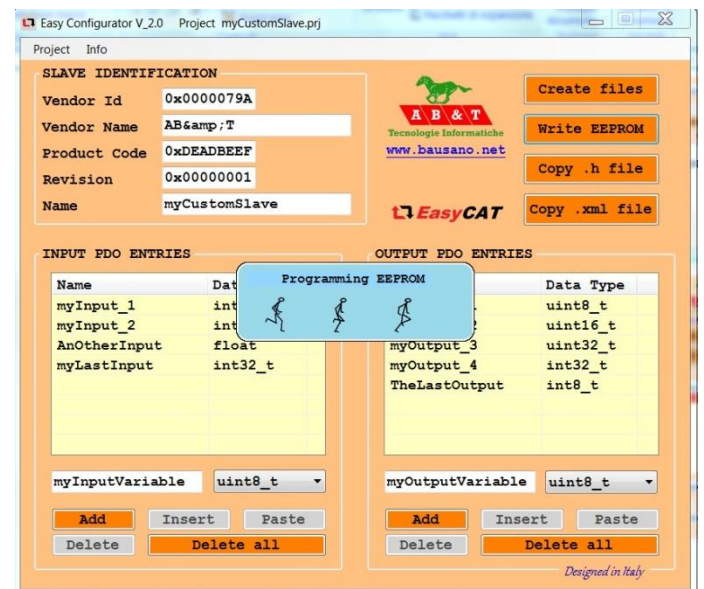 Easy Configurator V_2.0 Project myCustomSlave.prj
Project Info
SLAVE IDENTIFICATION
Vendor Id 0x0000079A
Vendor Name AB&amp;T
Product Code 0xDEADBEEF
Revision 0x00000001
Name myCustomSlave
A B & T
Tecnologie Informatiche
www.bausano.net
EasyCAT
Create files
Write EEPROM
Copy .h file
Copy .xml file
INPUT PDO ENTRIES
Name
myInput_1
myInput_2
AnOtherInput float
myLastInput int32_t
myInputVariable uint8_t
Add Insert Paste
Delete Delete all
Programming EEPROM
OUTPUT PDO ENTRIES
Data Type
uint8_t
uint16_t
myOutput_3 uint32_t
myOutput_4 int32_t
TheLastOutput int8_t
myOutputVariable uint8_t
Add Insert Paste
Delete Delete all
Designed in Italy